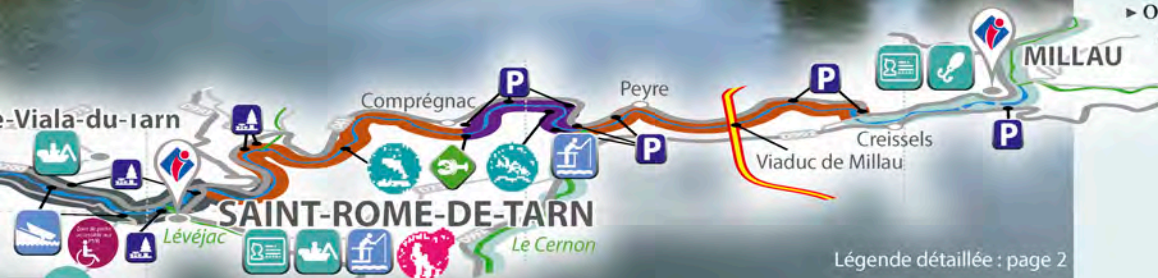 ▸ O
MILLAU
Peyre
Comprégnac
P
P
P
P
e-Viala-du-Tarn
Creissels
Viaduc de Millau
SAINT-ROME-DE-TARN
Lévéjac
Le Cernon
Légende détaillée : page 2